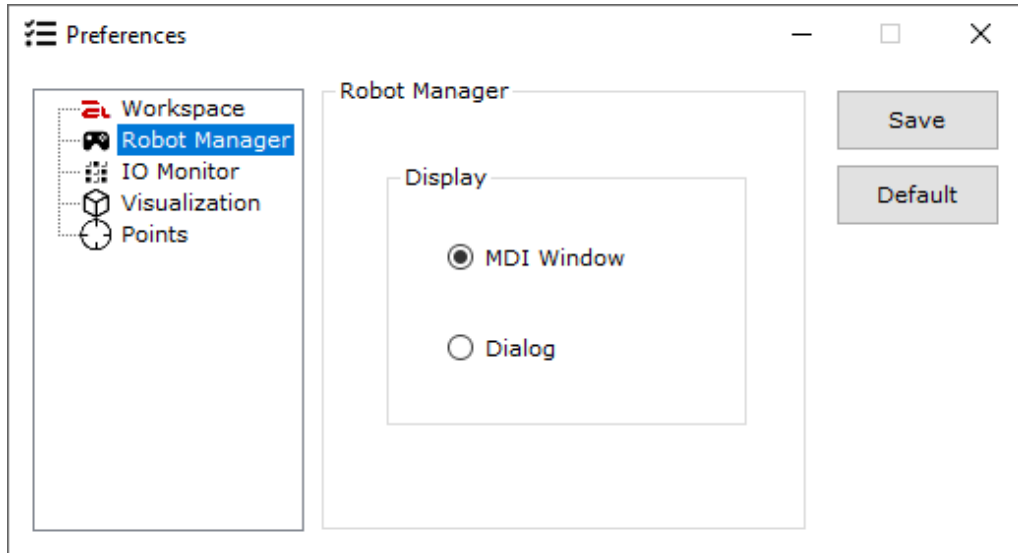 Preferences
Workspace
Robot Manager
IO Monitor
Visualization
Points
Robot Manager
Display
MDI Window
Dialog
Save
Default